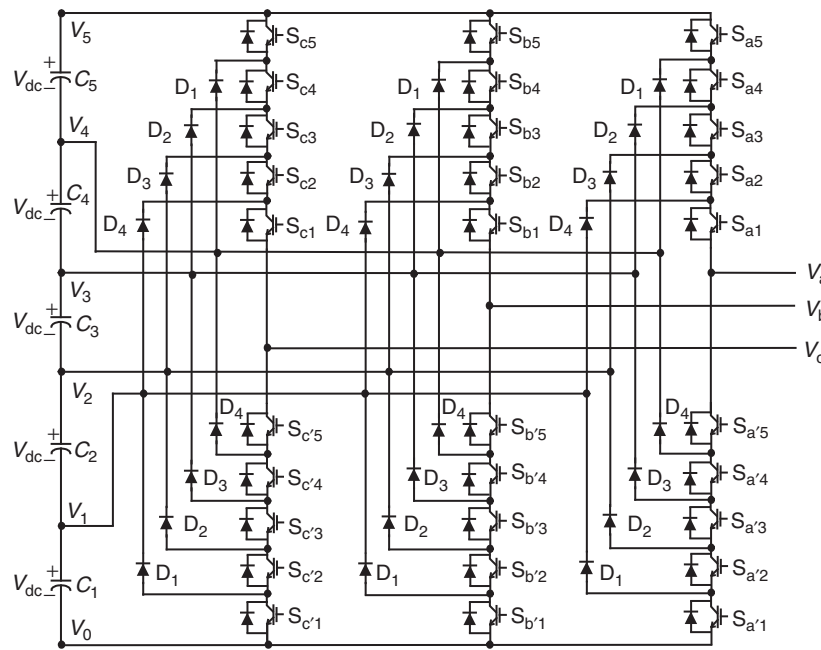 V5
Vdc
+
−
C5
V4
Vdc
+
−
C4
V3
Vdc
+
−
C3
V2
Vdc
+
−
C2
V1
Vdc
+
−
C1
V0
Sc5
Sc4
Sc3
Sc2
Sc1
D1
D2
D3
D4
D4
D3
D2
D1
Sc′5
Sc′4
Sc′3
Sc′2
Sc′1
Sb5
Sb4
Sb3
Sb2
Sb1
D1
D2
D3
D4
D4
D3
D2
D1
Sb′5
Sb′4
Sb′3
Sb′2
Sb′1
Sa5
Sa4
Sa3
Sa2
Sa1
D1
D2
D3
D4
D4
D3
D2
D1
Sa′5
Sa′4
Sa′3
Sa′2
Sa′1
Va
Vb